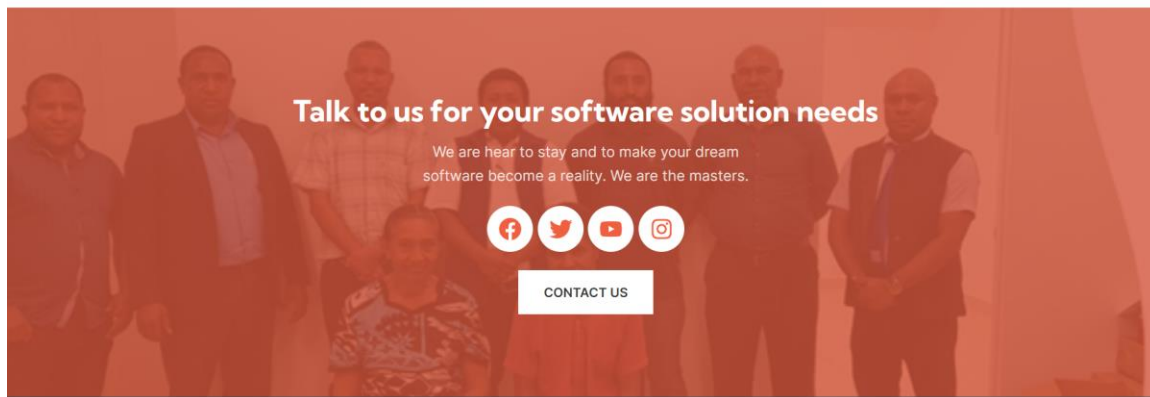 Talk to us for your software solution needs
We are hear to stay and to make your dream
software become a reality. We are the masters.
CONTACT US